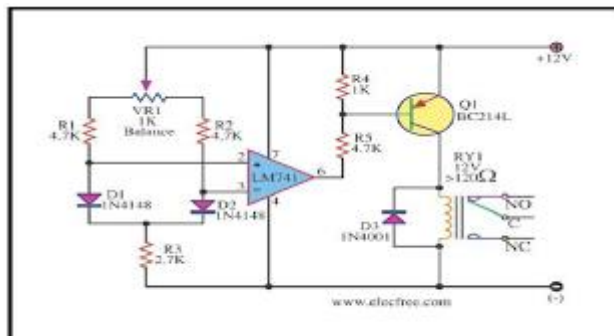 +12V
R4
1K
R1
4.7K
VR1
1K
Balance
R2
4.7K
Q1
BC214L
R5
4.7K
2
7
LM741
6
3
4
RY1
12V
>120Ω
D1
1N4148
D2
1N4148
D3
1N4001
NO
C
NC
R3
2.7K
www.elecfree.com
(-)